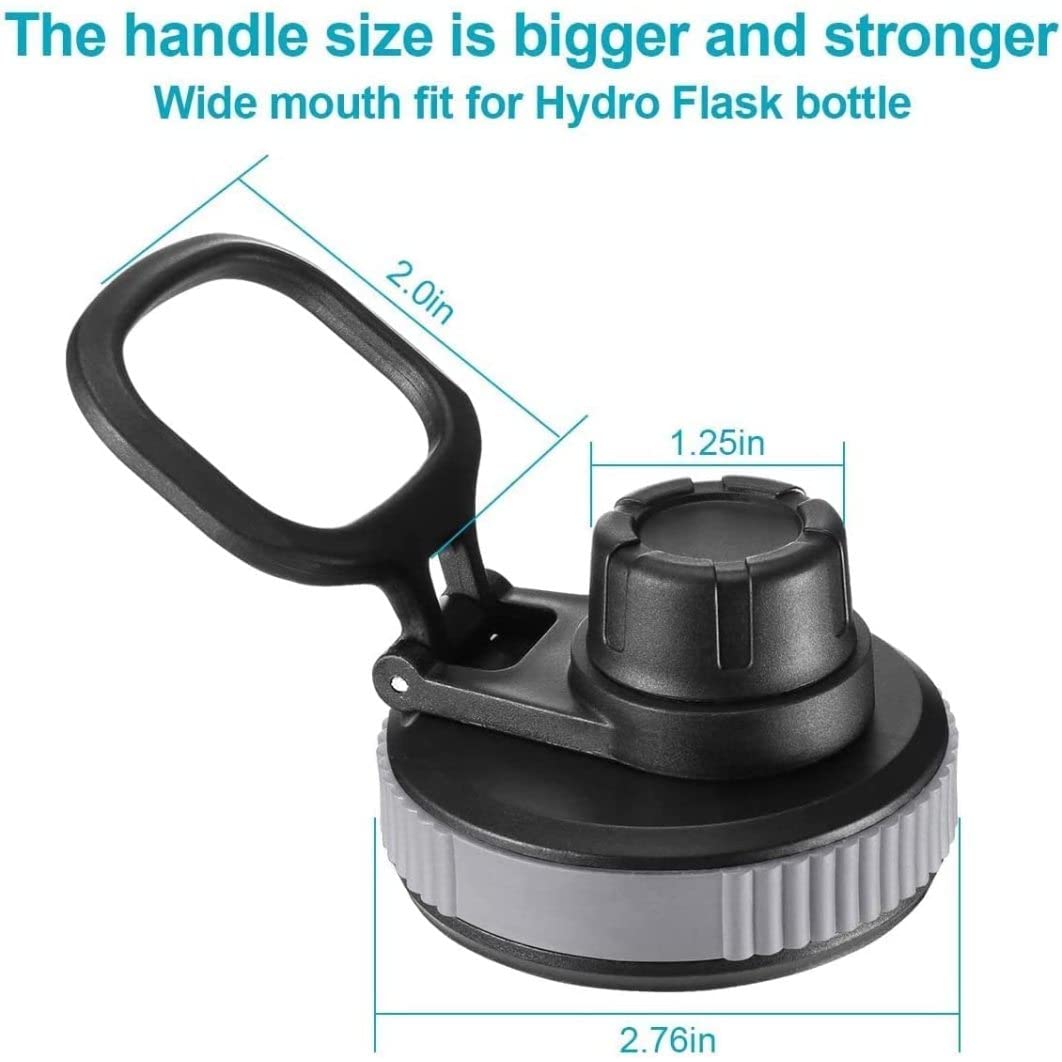 The handle size is bigger and stronger
Wide mouth fit for Hydro Flask bottle
2.0in
1.25in
2.76in